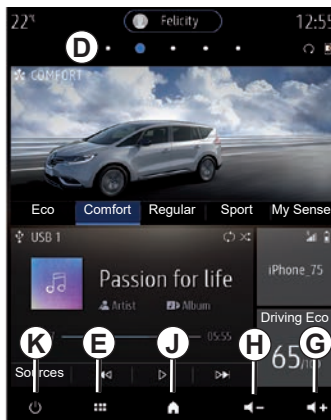 22°C Felicity 12:55
D
COMFORT
Eco Comfort Regular Sport My Sense
USB 1
iPhone_75
Passion for life
Artist Album
Driving Eco
05:55
K E J H G
65/100
Sources